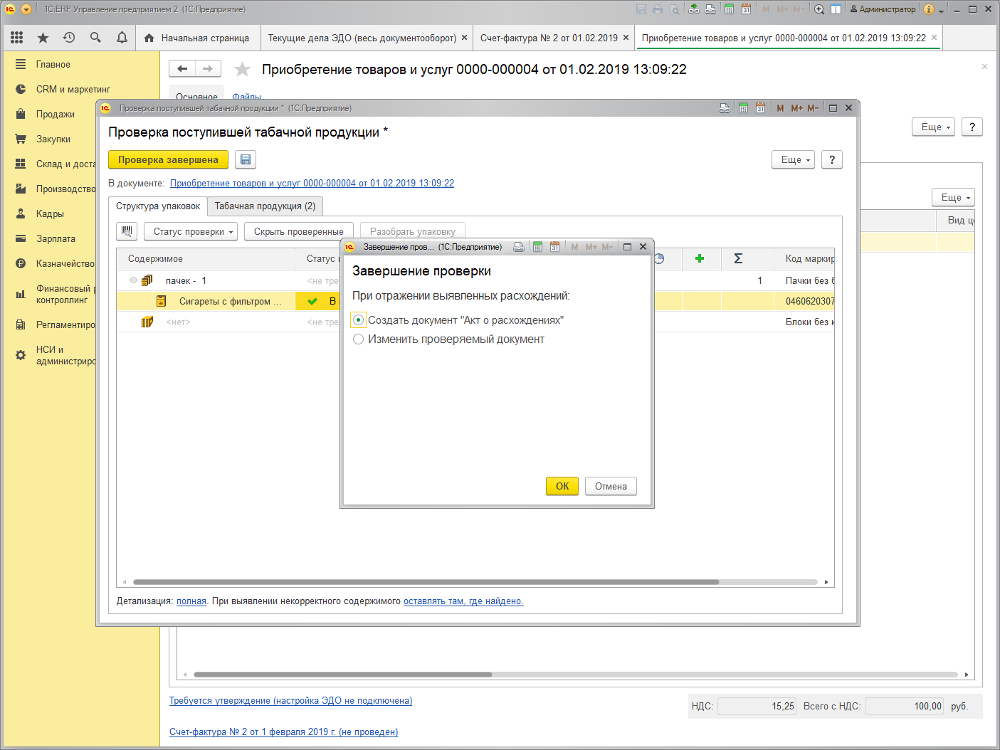 1С:ERP Управление предприятием 2 (1С:Предприятие)
M M+ M- Администратор
Начальная страница
Текущие дела ЭДО (весь документооборот) ×
Счет-фактура № 2 от 01.02.2019 ×
Приобретение товаров и услуг 0000-000004 от 01.02.2019 13:09:22 ×
Главное
CRM и маркетинг
Продажи
Закупки
Склад и доста
Производство
Кадры
Зарплата
Казначейство
Финансовый
контроллинг
Регламентиро
НСИ и
администриро
Приобретение товаров и услуг 0000-000004 от 01.02.2019 13:09:22
Основное Файлы
Еще ?
Еще
Вид це
Проверка поступившей табачной продукции * (1С:Предприятие)
31 M M+ M-
Проверка поступившей табачной продукции *
Проверка завершена
Еще ?
В документе: Приобретение товаров и услуг 0000-000004 от 01.02.2019 13:09:22
Структура упаковок Табачная продукция (2)
Статус проверки Скрыть проверенные Разобрать упаковку
Содержимое Статус Σ Код маркир
пачек - 1 <не тре 1 Пачки без
Сигареты с фильтром ... В 0460620307
<нет> <не тре Блоки без
Завершение пров... (1С:Предприятие) 31 M M+ M-
Завершение проверки
При отражении выявленных расхождений:
Создать документ "Акт о расхождениях"
Изменить проверяемый документ
ОК Отмена
Детализация: полная. При выявлении некорректного содержимого оставлять там, где найдено.
Требуется утверждение (настройка ЭДО не подключена)
НДС: 15,25 Всего с НДС: 100,00 руб.
Счет-фактура № 2 от 1 февраля 2019 г. (не проведен)